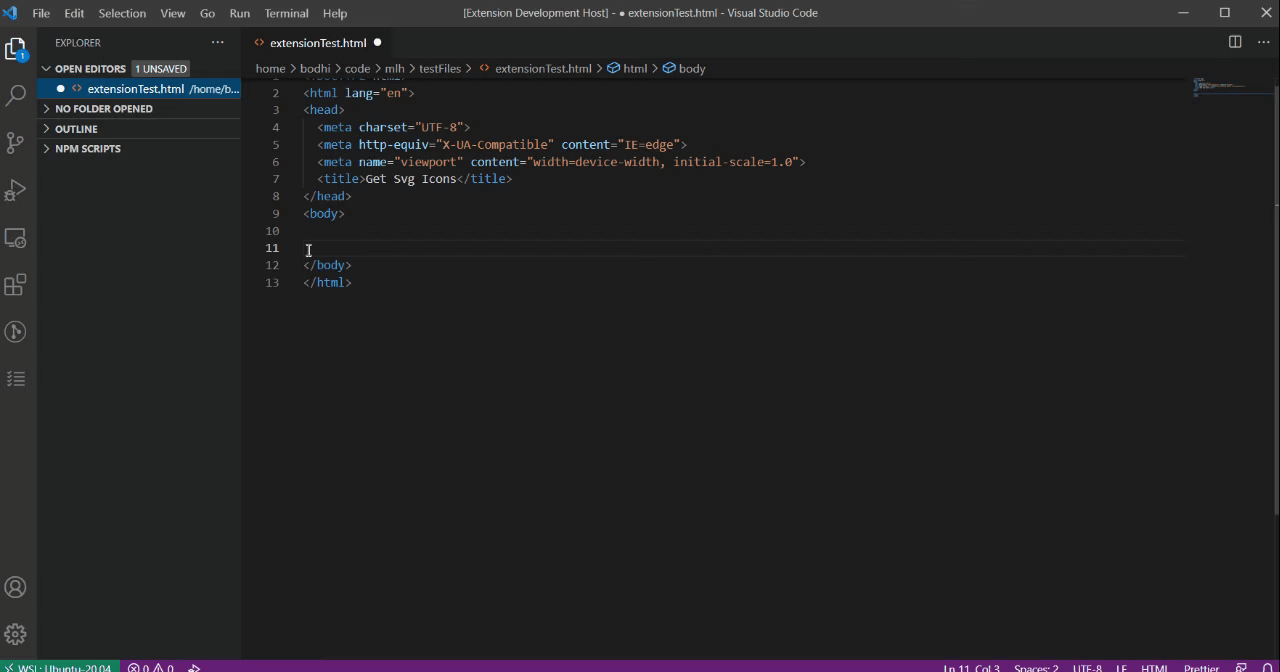 File Edit Selection View Go Run Terminal Help
[Extension Development Host] - ● extensionTest.html - Visual Studio Code
EXPLORER
OPEN EDITORS 1 UNSAVED
extensionTest.html /home/b...
NO FOLDER OPENED
OUTLINE
NPM SCRIPTS
1
extensionTest.html
home > bodhi > code > mlh > testFiles > extensionTest.html > html > body
2 <html lang="en">
3 <head>
4 <meta charset="UTF-8">
5 <meta http-equiv="X-UA-Compatible" content="IE=edge">
6 <meta name="viewport" content="width=device-width, initial-scale=1.0">
7 <title>Get Svg Icons</title>
8 </head>
9 <body>
10
11
12 </body>
13 </html>
WSL: Ubuntu-20.04 0 0 Ln 11, Col 3 Spaces: 2 UTF-8 LF HTML Prettier